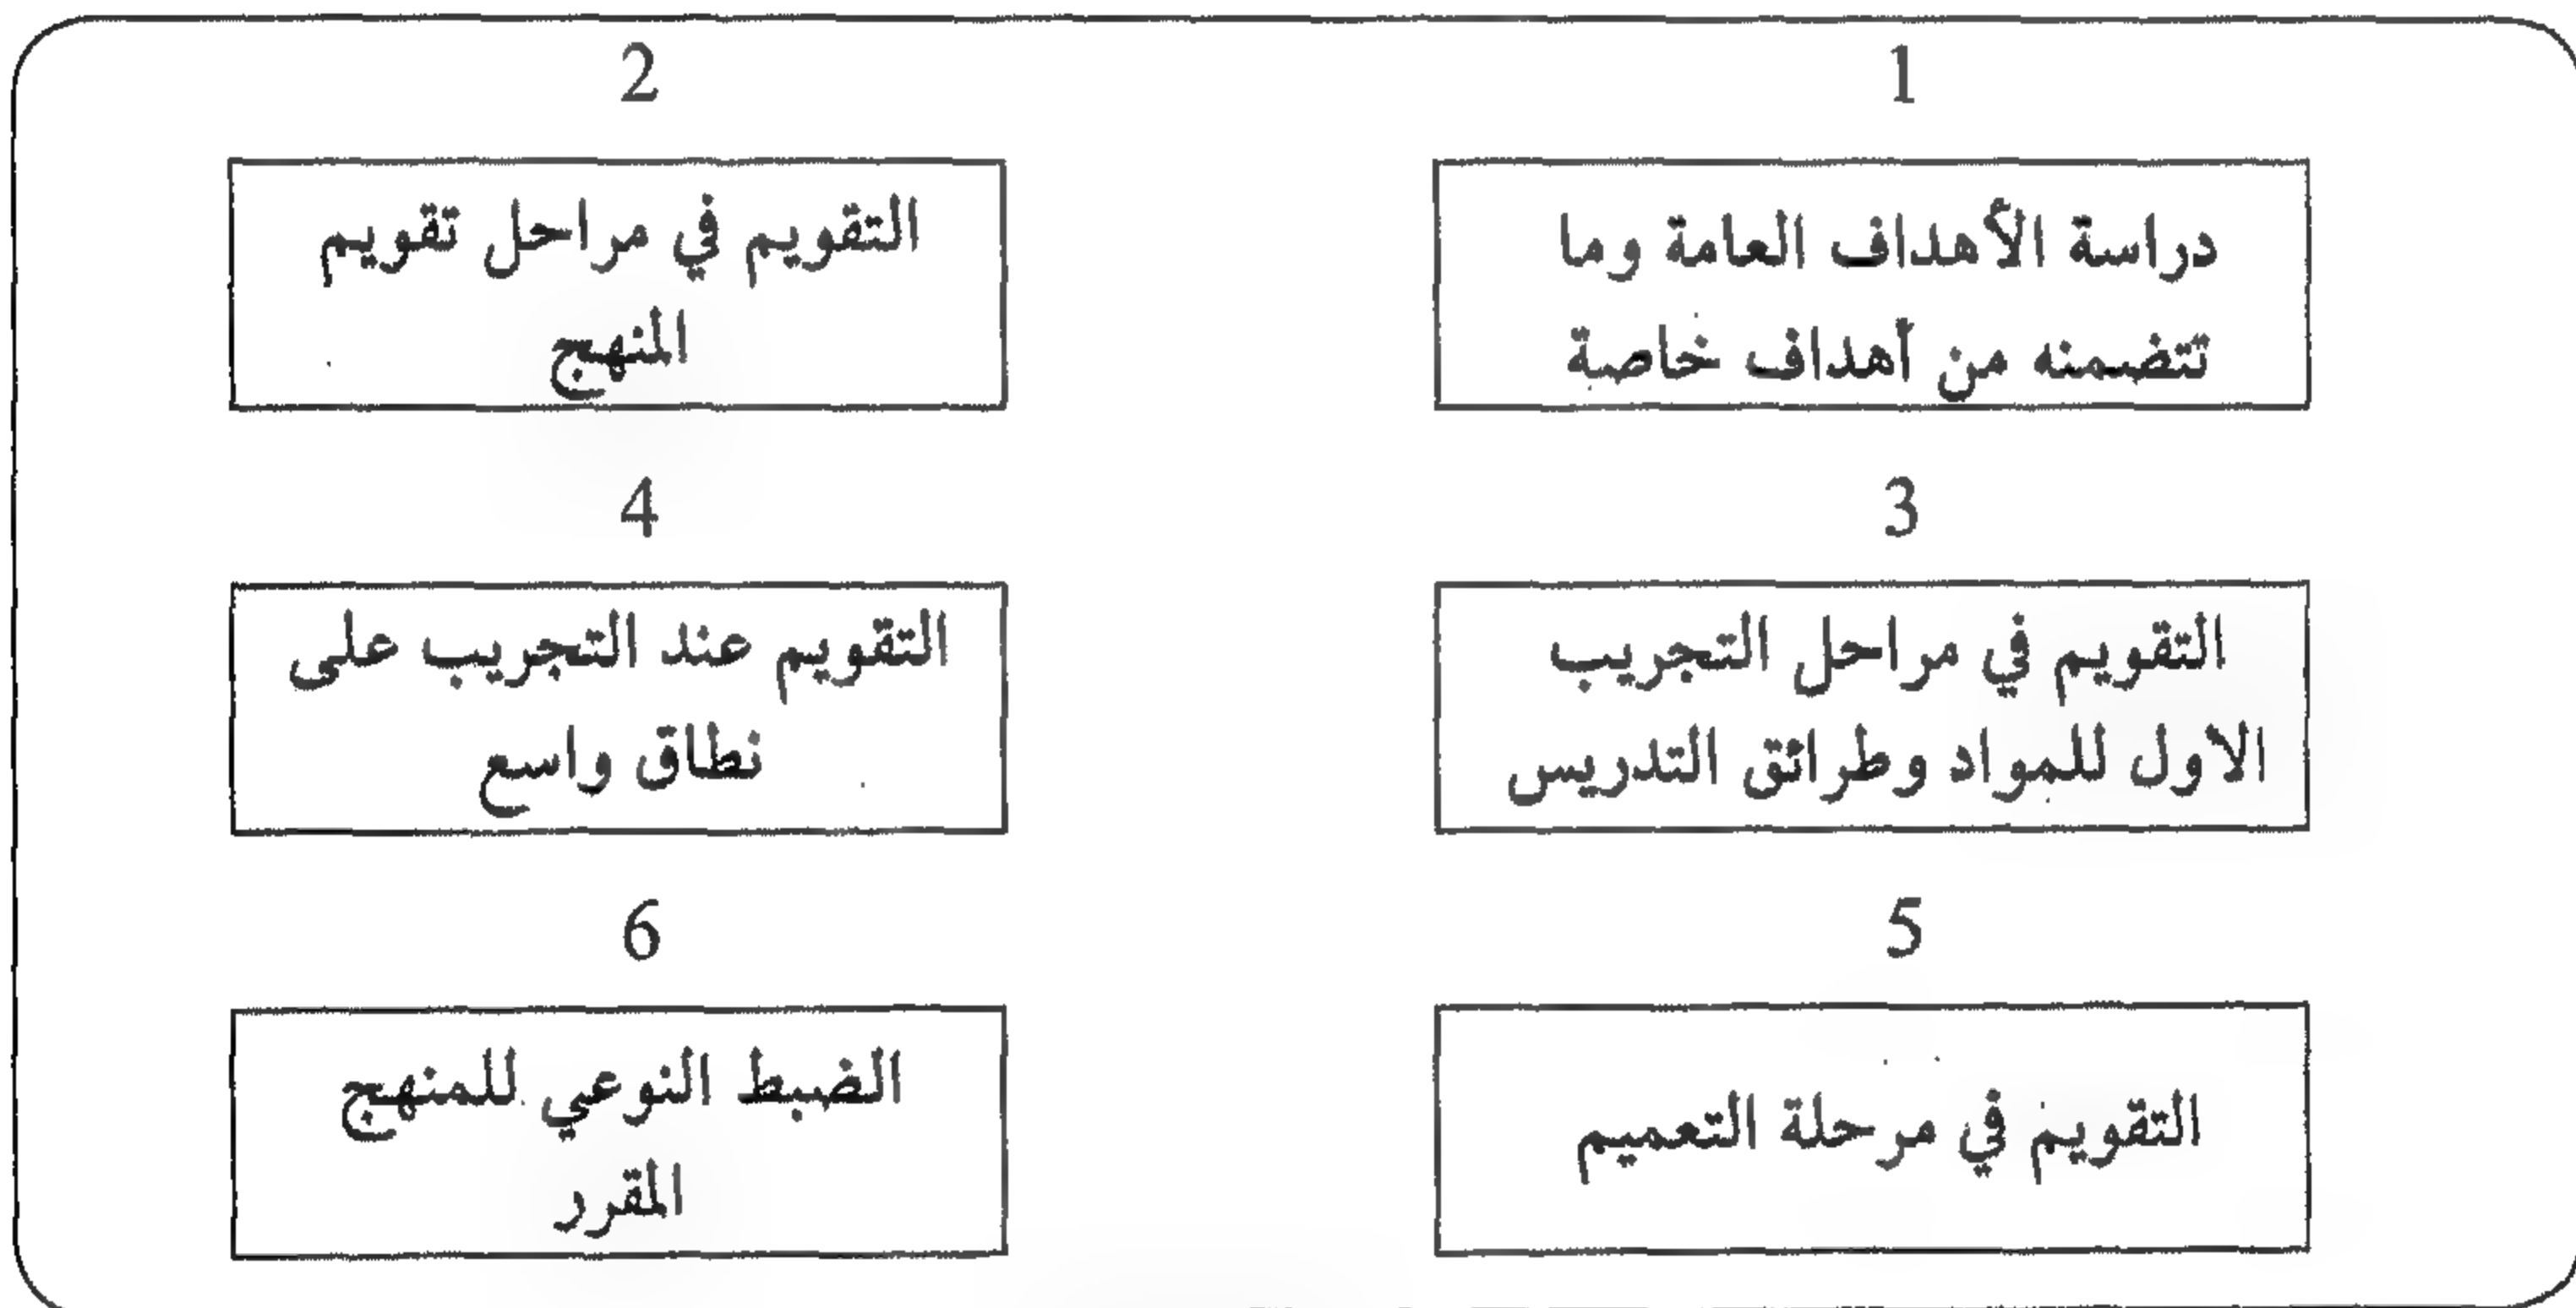 1
دراسة الأهداف العامة وما
تتضمنه من أهداف خاصة
2
التقويم في مراحل تقويم
المنهج
3
التقويم في مراحل التجريب
الاول للمواد وطرائق التدريس
4
التقويم عند التجريب على
نطاق واسع
5
التقويم في مرحلة التعميم
6
الضبط النوعي للمنهج
المقرر